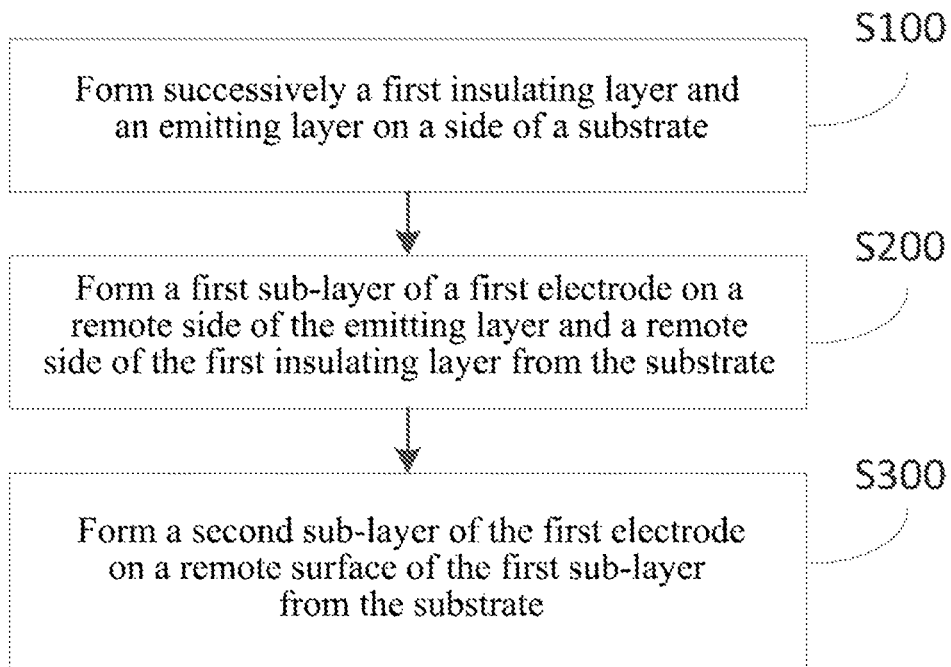 S100
Form successively a first insulating layer and
an emitting layer on a side of a substrate
S200
Form a first sub-layer of a first electrode on a
remote side of the emitting layer and a remote
side of the first insulating layer from the substrate
S300
Form a second sub-layer of the first electrode
on a remote surface of the first sub-layer
from the substrate